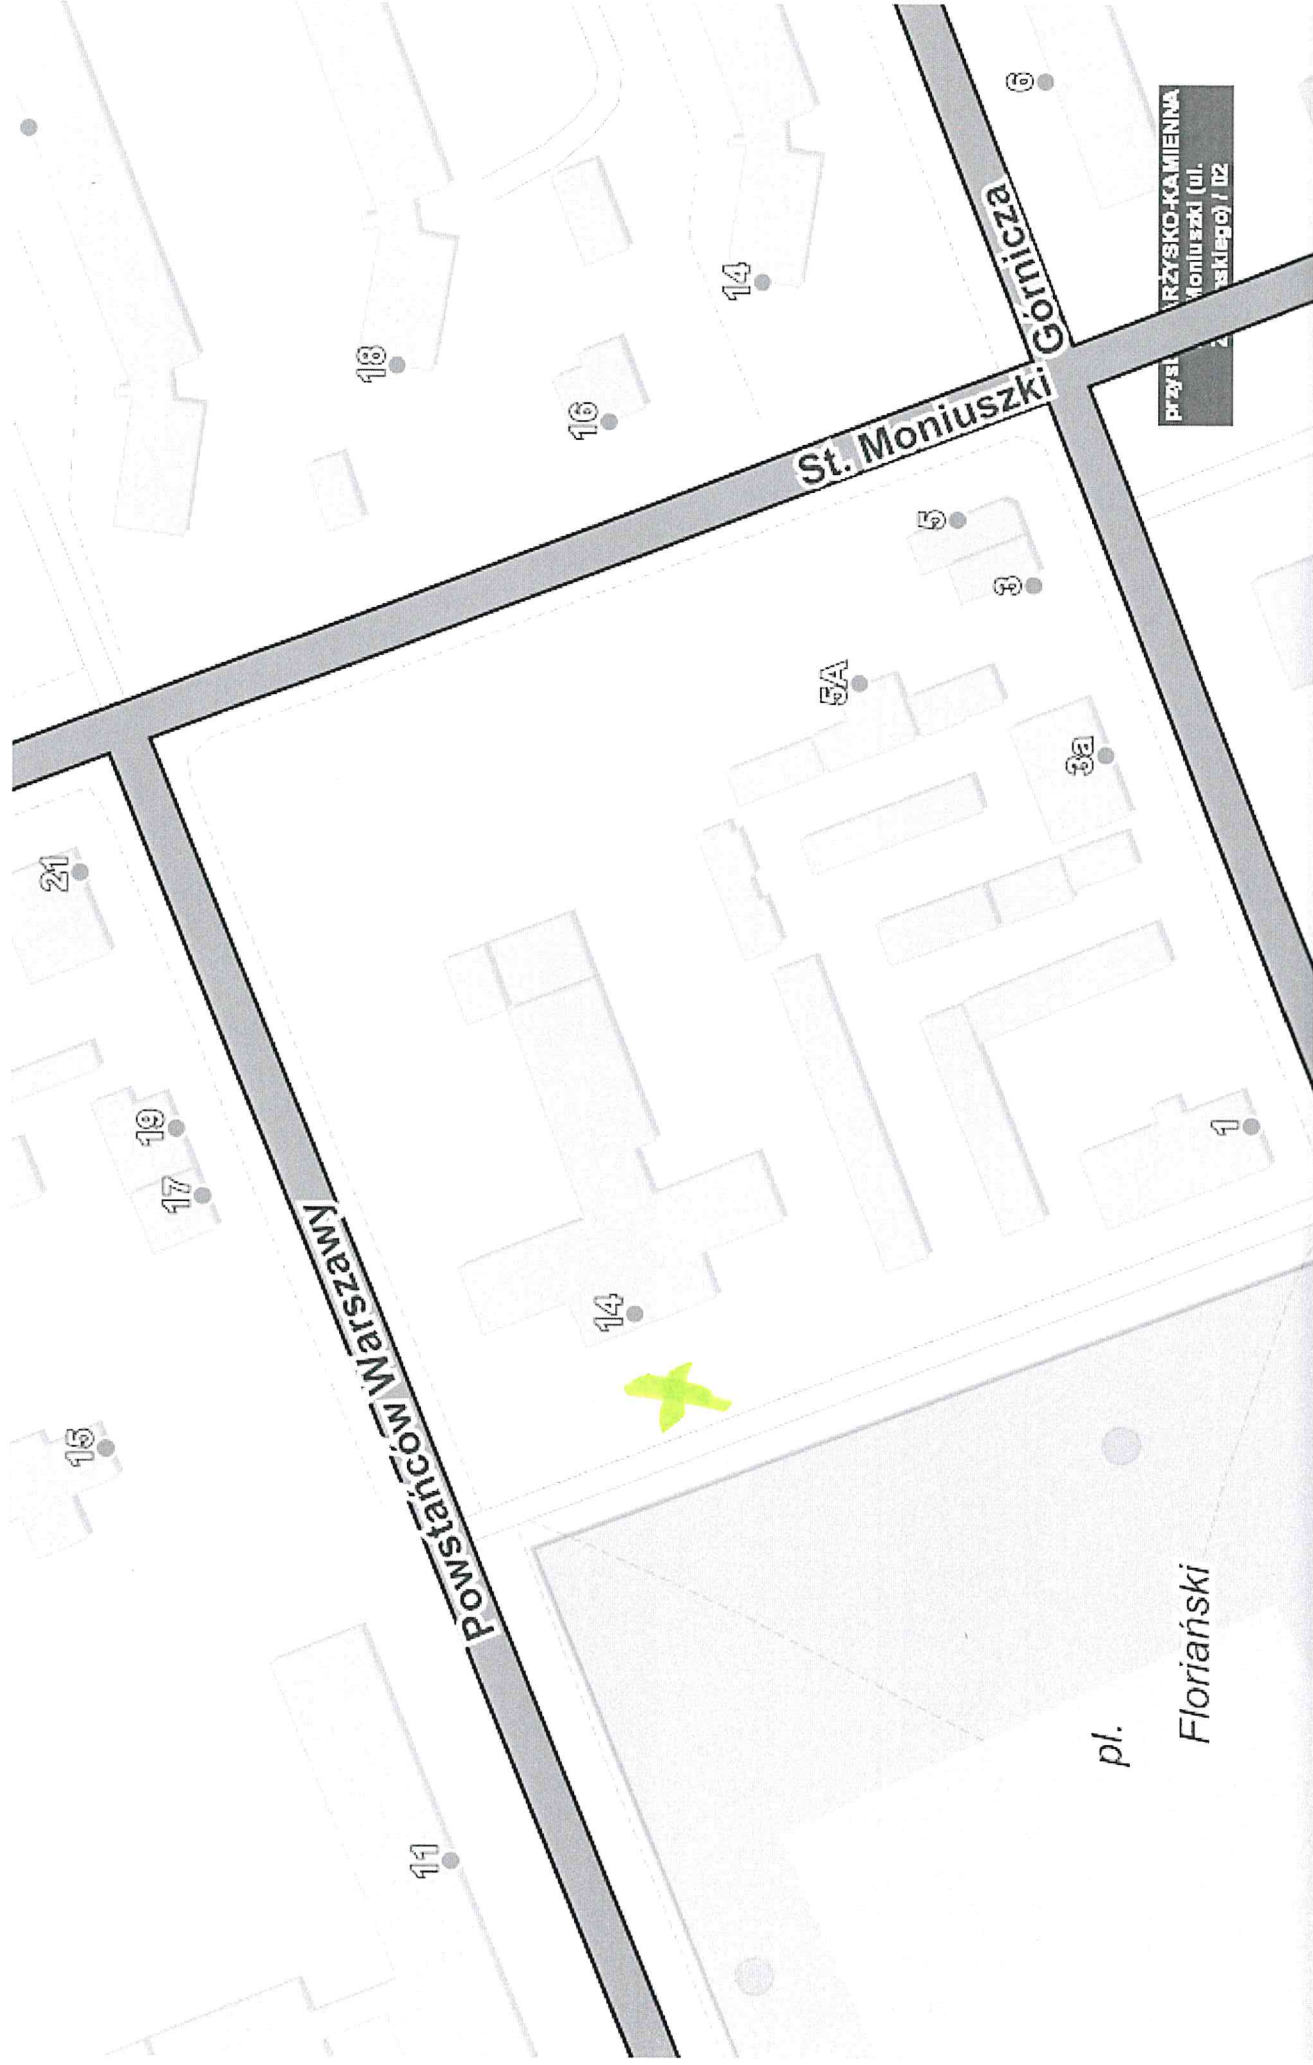 21
19
17
15
11
Powstańców Warszawy
18
16
14
St. Moniuszki
Górnicza
6
5
3
5A
3a
14
1
pl.
Floriański
RZYSKO-KAMIENNA
Moniuszki (ul.
skiego) / 02